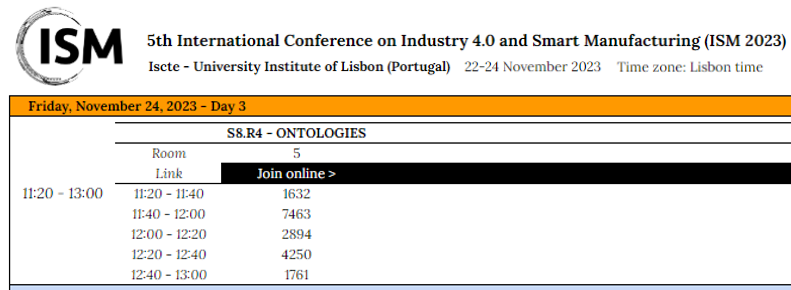 ISM
5th International Conference on Industry 4.0 and Smart Manufacturing (ISM 2023)
Iscte - University Institute of Lisbon (Portugal) 22-24 November 2023 Time zone: Lisbon time
Friday, November 24, 2023 - Day 3
S8.R4 - ONTOLOGIES
Room 5
Link Join online >
11:20 - 13:00 11:20 - 11:40 1632
11:40 - 12:00 7463
12:00 - 12:20 2894
12:20 - 12:40 4250
12:40 - 13:00 1761